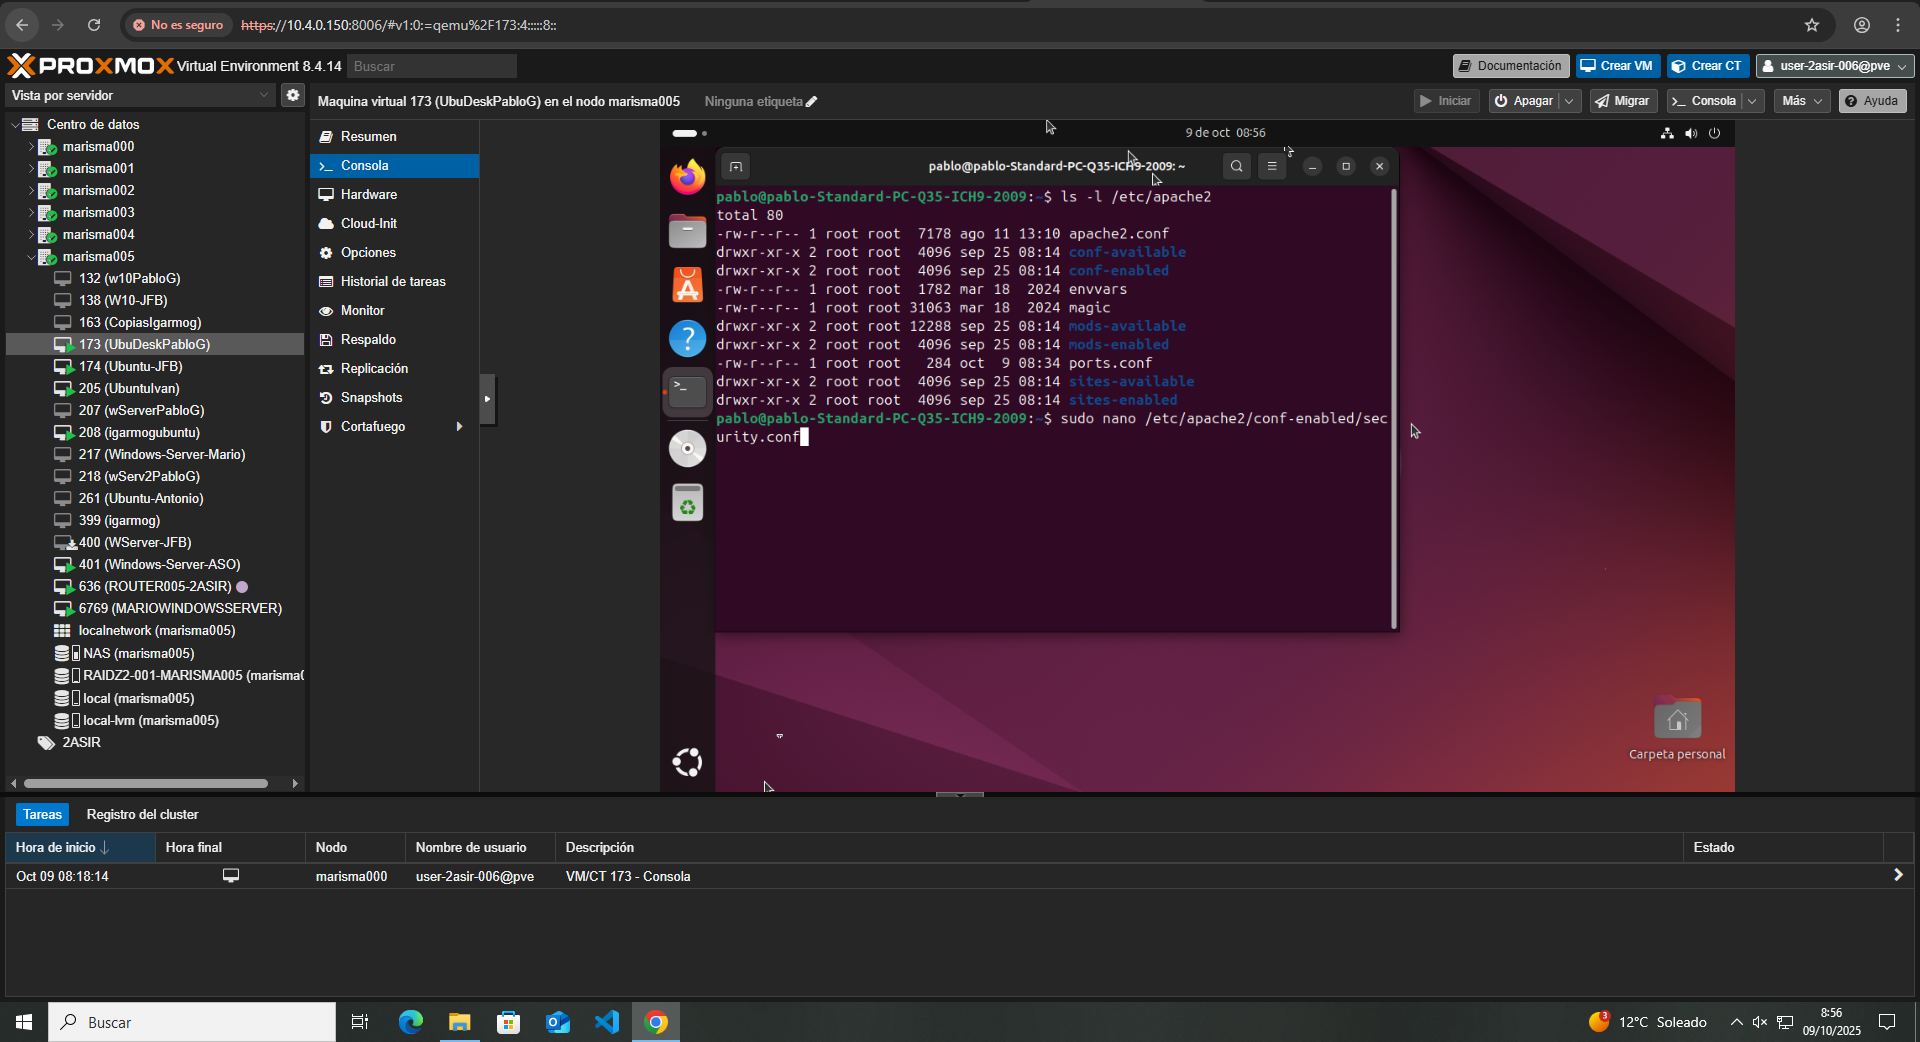 No es seguro https://10.4.0.150:8006/#v1:0:=qemu%2F173:4:::::8::
PROXMOX Virtual Environment 8.4.14 Buscar Documentación Crear VM Crear CT user-2asir-006@pve
Vista por servidor
Maquina virtual 173 (UbuDeskPabloG) en el nodo marisma005 Ninguna etiqueta Iniciar Apagar Migrar Consola Más Ayuda
Centro de datos
marisma000
marisma001
marisma002
marisma003
marisma004
marisma005
132 (w10PabloG)
138 (W10-JFB)
163 (CopiasIgarmog)
173 (UbuDeskPabloG)
174 (Ubuntu-JFB)
205 (UbuntuIvan)
207 (wServerPabloG)
208 (igarmogubuntu)
217 (Windows-Server-Mario)
218 (wServ2PabloG)
261 (Ubuntu-Antonio)
399 (igarmog)
400 (WServer-JFB)
401 (Windows-Server-ASO)
636 (ROUTER005-2ASIR)
6769 (MARIOWINDOWSSERVER)
localnetwork (marisma005)
NAS (marisma005)
RAIDZ2-001-MARISMA005 (marisma0
local (marisma005)
local-lvm (marisma005)
2ASIR
Resumen
Consola
Hardware
Cloud-Init
Opciones
Historial de tareas
Monitor
Respaldo
Replicación
Snapshots
Cortafuego
9 de oct 08:56
pablo@pablo-Standard-PC-Q35-ICH9-2009: ~
pablo@pablo-Standard-PC-Q35-ICH9-2009:~$ ls -l /etc/apache2
total 80
-rw-r--r-- 1 root root  7178 ago 11 13:10 apache2.conf
drwxr-xr-x 2 root root  4096 sep 25 08:14 conf-available
drwxr-xr-x 2 root root  4096 sep 25 08:14 conf-enabled
-rw-r--r-- 1 root root  1782 mar 18  2024 envvars
-rw-r--r-- 1 root root 31063 mar 18  2024 magic
drwxr-xr-x 2 root root 12288 sep 25 08:14 mods-available
drwxr-xr-x 2 root root  4096 sep 25 08:14 mods-enabled
-rw-r--r-- 1 root root   284 oct  9 08:34 ports.conf
drwxr-xr-x 2 root root  4096 sep 25 08:14 sites-available
drwxr-xr-x 2 root root  4096 sep 25 08:14 sites-enabled
pablo@pablo-Standard-PC-Q35-ICH9-2009:~$ sudo nano /etc/apache2/conf-enabled/sec
urity.conf
Carpeta personal
Tareas Registro del cluster
Hora de inicio Hora final Nodo Nombre de usuario Descripción Estado
Oct 09 08:18:14 marisma000 user-2asir-006@pve VM/CT 173 - Consola
Buscar 3 12°C Soleado 8:56
09/10/2025